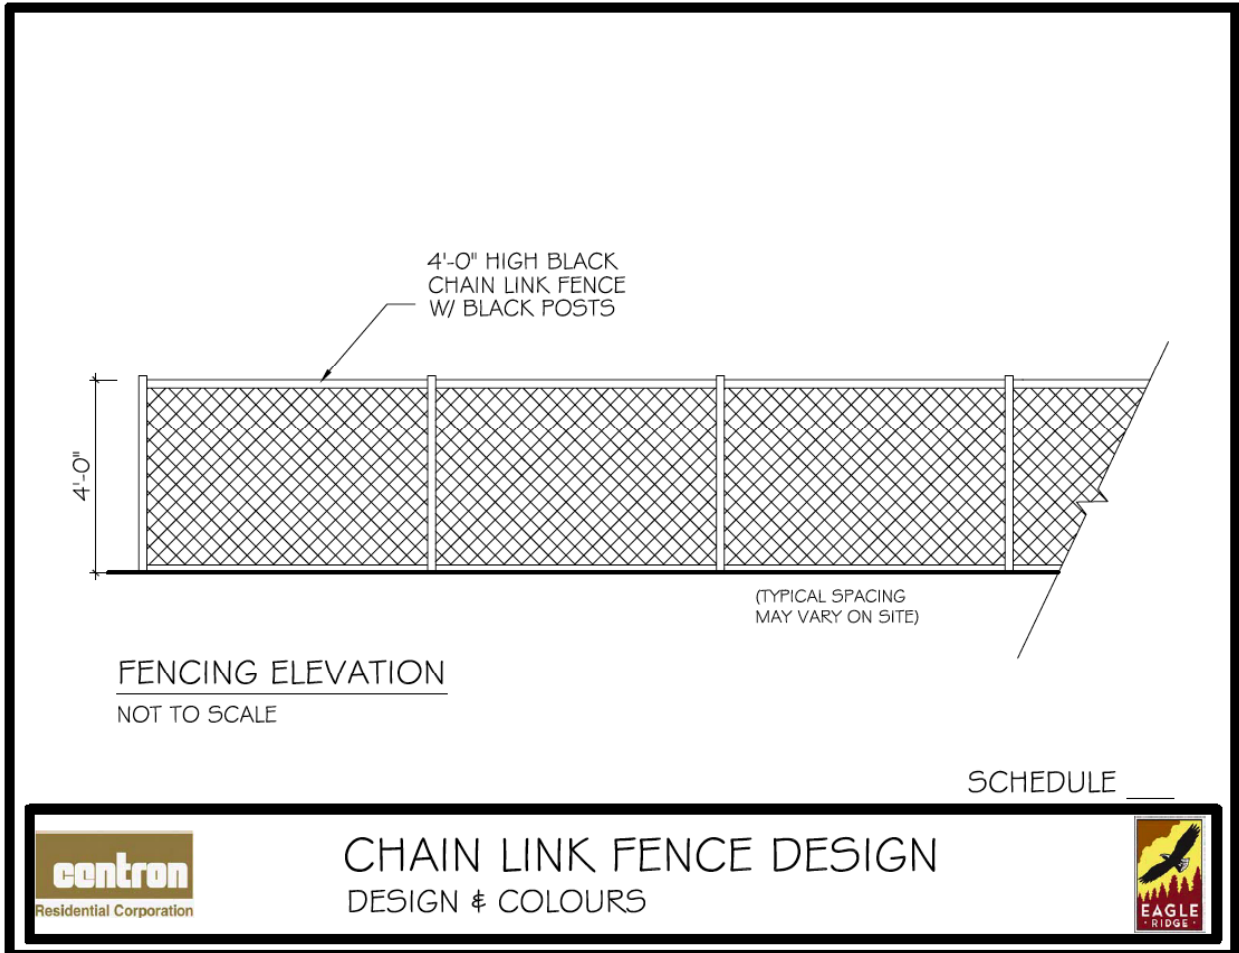 4'-0" HIGH BLACK
CHAIN LINK FENCE
W/ BLACK POSTS
4'-0"
(TYPICAL SPACING
MAY VARY ON SITE)
FENCING ELEVATION
NOT TO SCALE
SCHEDULE ____
centron
Residential Corporation
CHAIN LINK FENCE DESIGN
DESIGN & COLOURS
EAGLE
· RIDGE ·